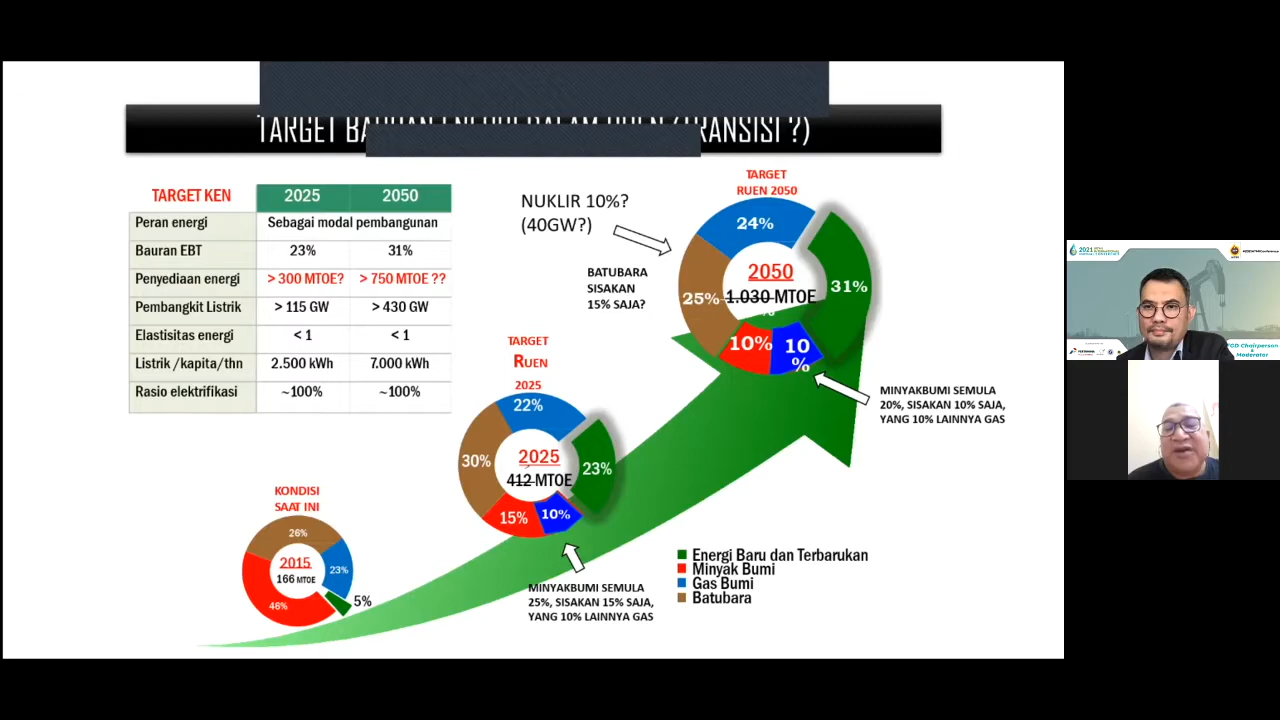 TARGET KEN 2025 2050
Peran energi Sebagai modal pembangunan
Bauran EBT 23% 31%
Penyediaan energi > 300 MTOE? > 750 MTOE ??
Pembangkit Listrik > 115 GW > 430 GW
Elastisitas energi < 1 < 1
Listrik /kapita/thn 2.500 kWh 7.000 kWh
Rasio elektrifikasi ~100% ~100%
NUKLIR 10%?
(40GW?)
BATUBARA
SISAKAN
15% SAJA?
TARGET
RUEN 2050
24%
31%
25%
10%
10
%
2050
1.030 MTOE
MINYAKBUMI SEMULA
20%, SISAKAN 10% SAJA,
YANG 10% LAINNYA GAS
TARGET
RUEN
2025
22%
30%
23%
15%
10%
2025
412 MTOE
MINYAKBUMI SEMULA
25%, SISAKAN 15% SAJA,
YANG 10% LAINNYA GAS
KONDISI
SAAT INI
26%
23%
46%
5%
2015
166 MTOE
Energi Baru dan Terbarukan
Minyak Bumi
Gas Bumi
Batubara
2021
FGD Chairperson
&
Moderator